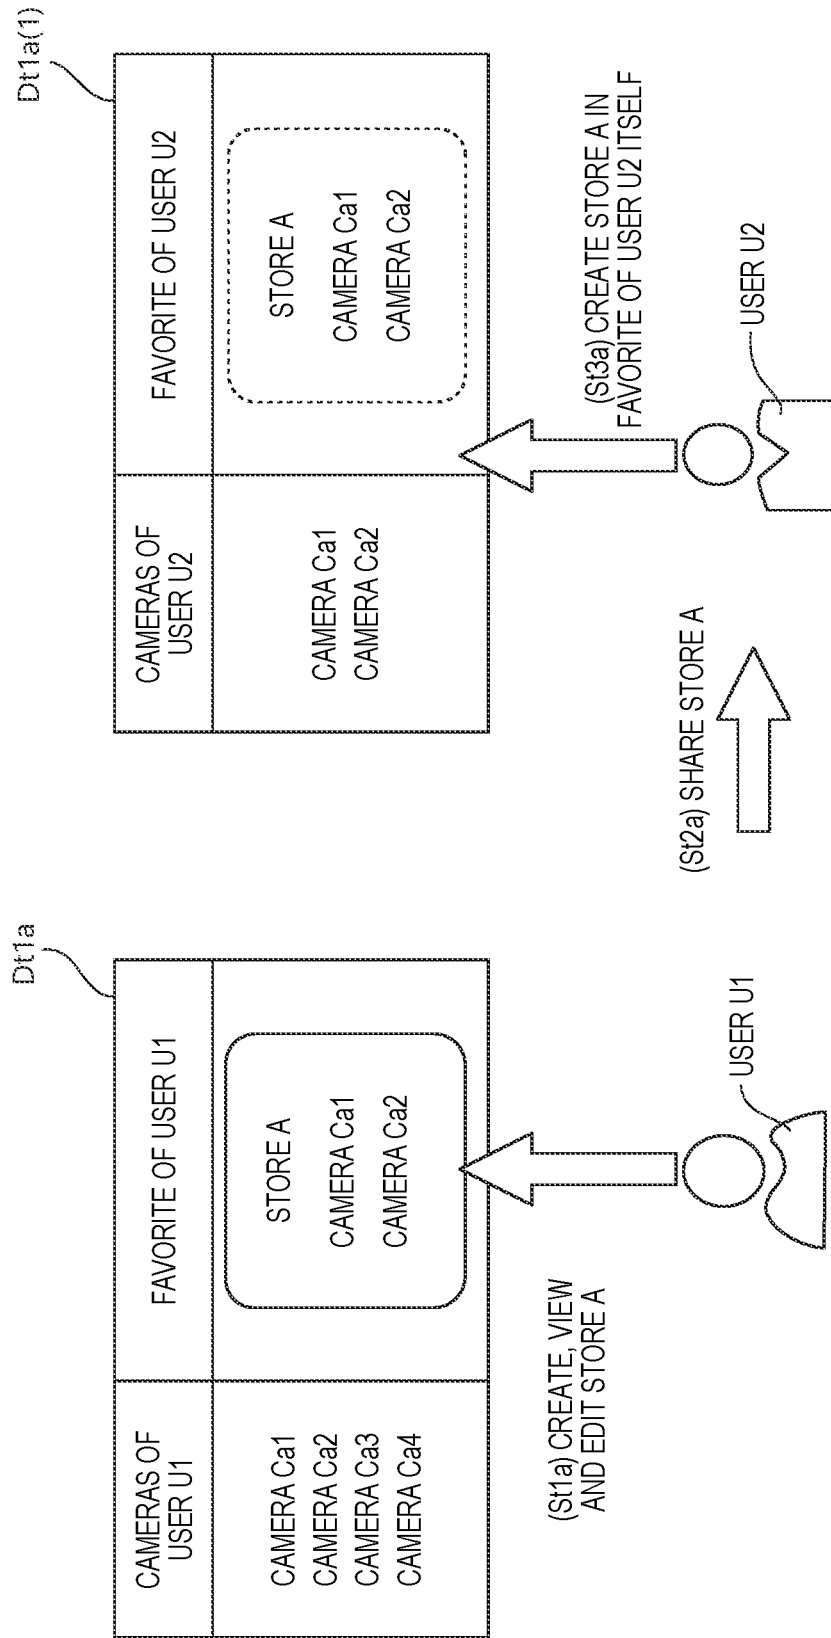 Dt1a
CAMERAS OF
USER U1
FAVORITE OF USER U1
CAMERA Ca1
CAMERA Ca2
CAMERA Ca3
CAMERA Ca4
STORE A
CAMERA Ca1
CAMERA Ca2
(St1a) CREATE, VIEW
AND EDIT STORE A
USER U1
(St2a) SHARE STORE A
Dt1a(1)
CAMERAS OF
USER U2
FAVORITE OF USER U2
CAMERA Ca1
CAMERA Ca2
STORE A
CAMERA Ca1
CAMERA Ca2
(St3a) CREATE STORE A IN
FAVORITE OF USER U2 ITSELF
USER U2